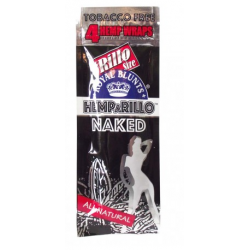 TOBACCO FREE
4 HEMP WRAPS
Rillo
Size
ROYAL BLUNTS
HEMPARILLO
NAKED
ALL NATURAL